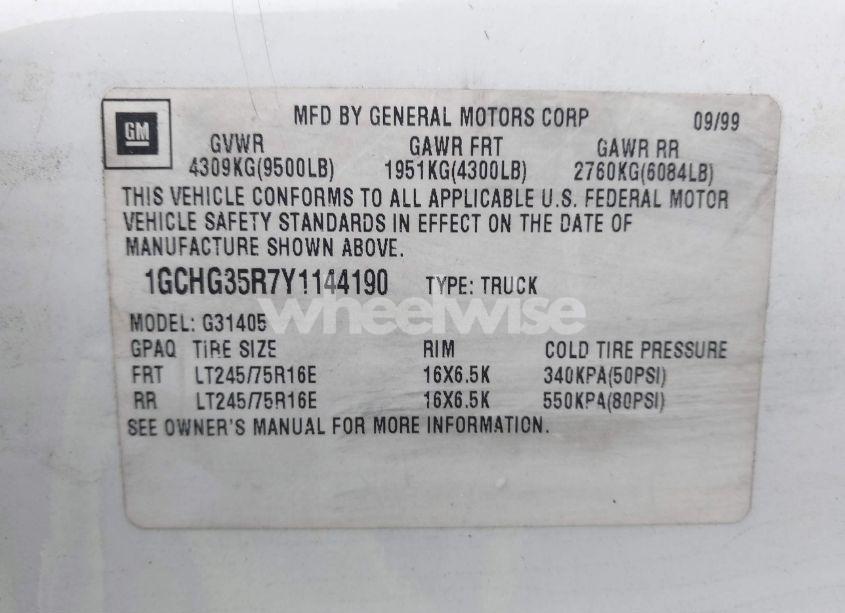 GM
MFD BY GENERAL MOTORS CORP 09/99
GVWR GAWR FRT GAWR RR
4309KG(9500LB) 1951KG(4300LB) 2760KG(6084LB)
THIS VEHICLE CONFORMS TO ALL APPLICABLE U.S. FEDERAL MOTOR
VEHICLE SAFETY STANDARDS IN EFFECT ON THE DATE OF
MANUFACTURE SHOWN ABOVE.
1GCHG35R7Y1144190 TYPE: TRUCK
wheelwise
MODEL: G31405
GPAQ TIRE SIZE RIM COLD TIRE PRESSURE
FRT LT245/75R16E 16X6.5K 340KPA(50PSI)
RR LT245/75R16E 16X6.5K 550KPA(80PSI)
SEE OWNER'S MANUAL FOR MORE INFORMATION.